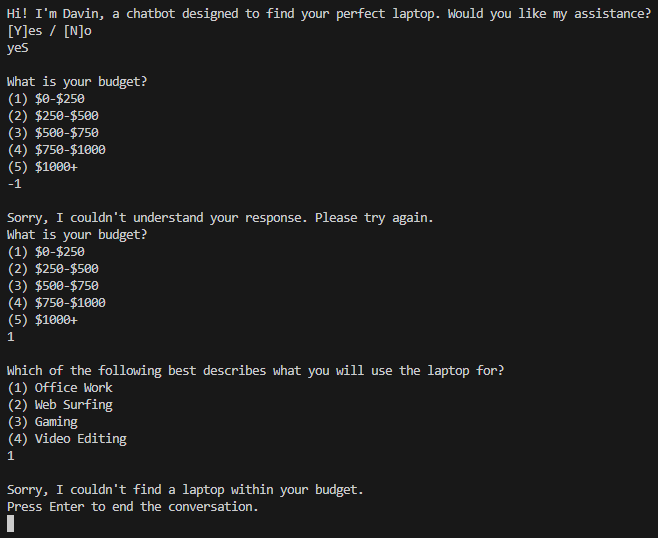 Hi! I'm Davin, a chatbot designed to find your perfect laptop. Would you like my assistance?
[Y]es / [N]o
yeS

What is your budget?
(1) $0-$250
(2) $250-$500
(3) $500-$750
(4) $750-$1000
(5) $1000+
-1

Sorry, I couldn't understand your response. Please try again.
What is your budget?
(1) $0-$250
(2) $250-$500
(3) $500-$750
(4) $750-$1000
(5) $1000+
1

Which of the following best describes what you will use the laptop for?
(1) Office Work
(2) Web Surfing
(3) Gaming
(4) Video Editing
1

Sorry, I couldn't find a laptop within your budget.
Press Enter to end the conversation.